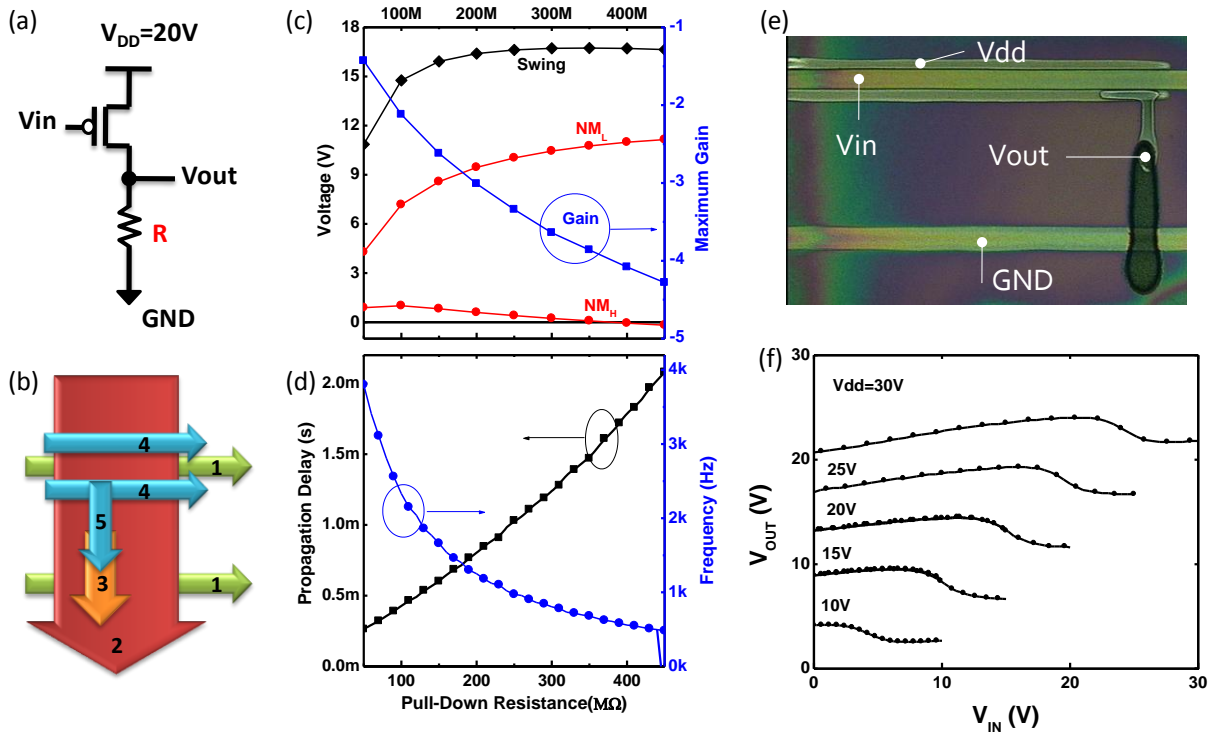 (a)
V_DD=20V
Vin
Vout
R
GND
(b)
4
1
4
5
3
1
2
(c)
100M 200M 300M 400M
18
15
12
9
6
3
0
Voltage (V)
Swing
NM_L
Gain
NM_H
-1
-2
-3
-4
-5
Maximum Gain
(d)
2.0m
1.5m
1.0m
0.5m
0.0m
Propagation Delay (s)
4k
3k
2k
1k
0k
Frequency (Hz)
100 200 300 400
Pull-Down Resistance(MΩ)
(e)
Vdd
Vin
Vout
GND
(f)
30
20
10
0
V_OUT (V)
Vdd=30V
25V
20V
15V
10V
0 10 20 30
V_IN (V)